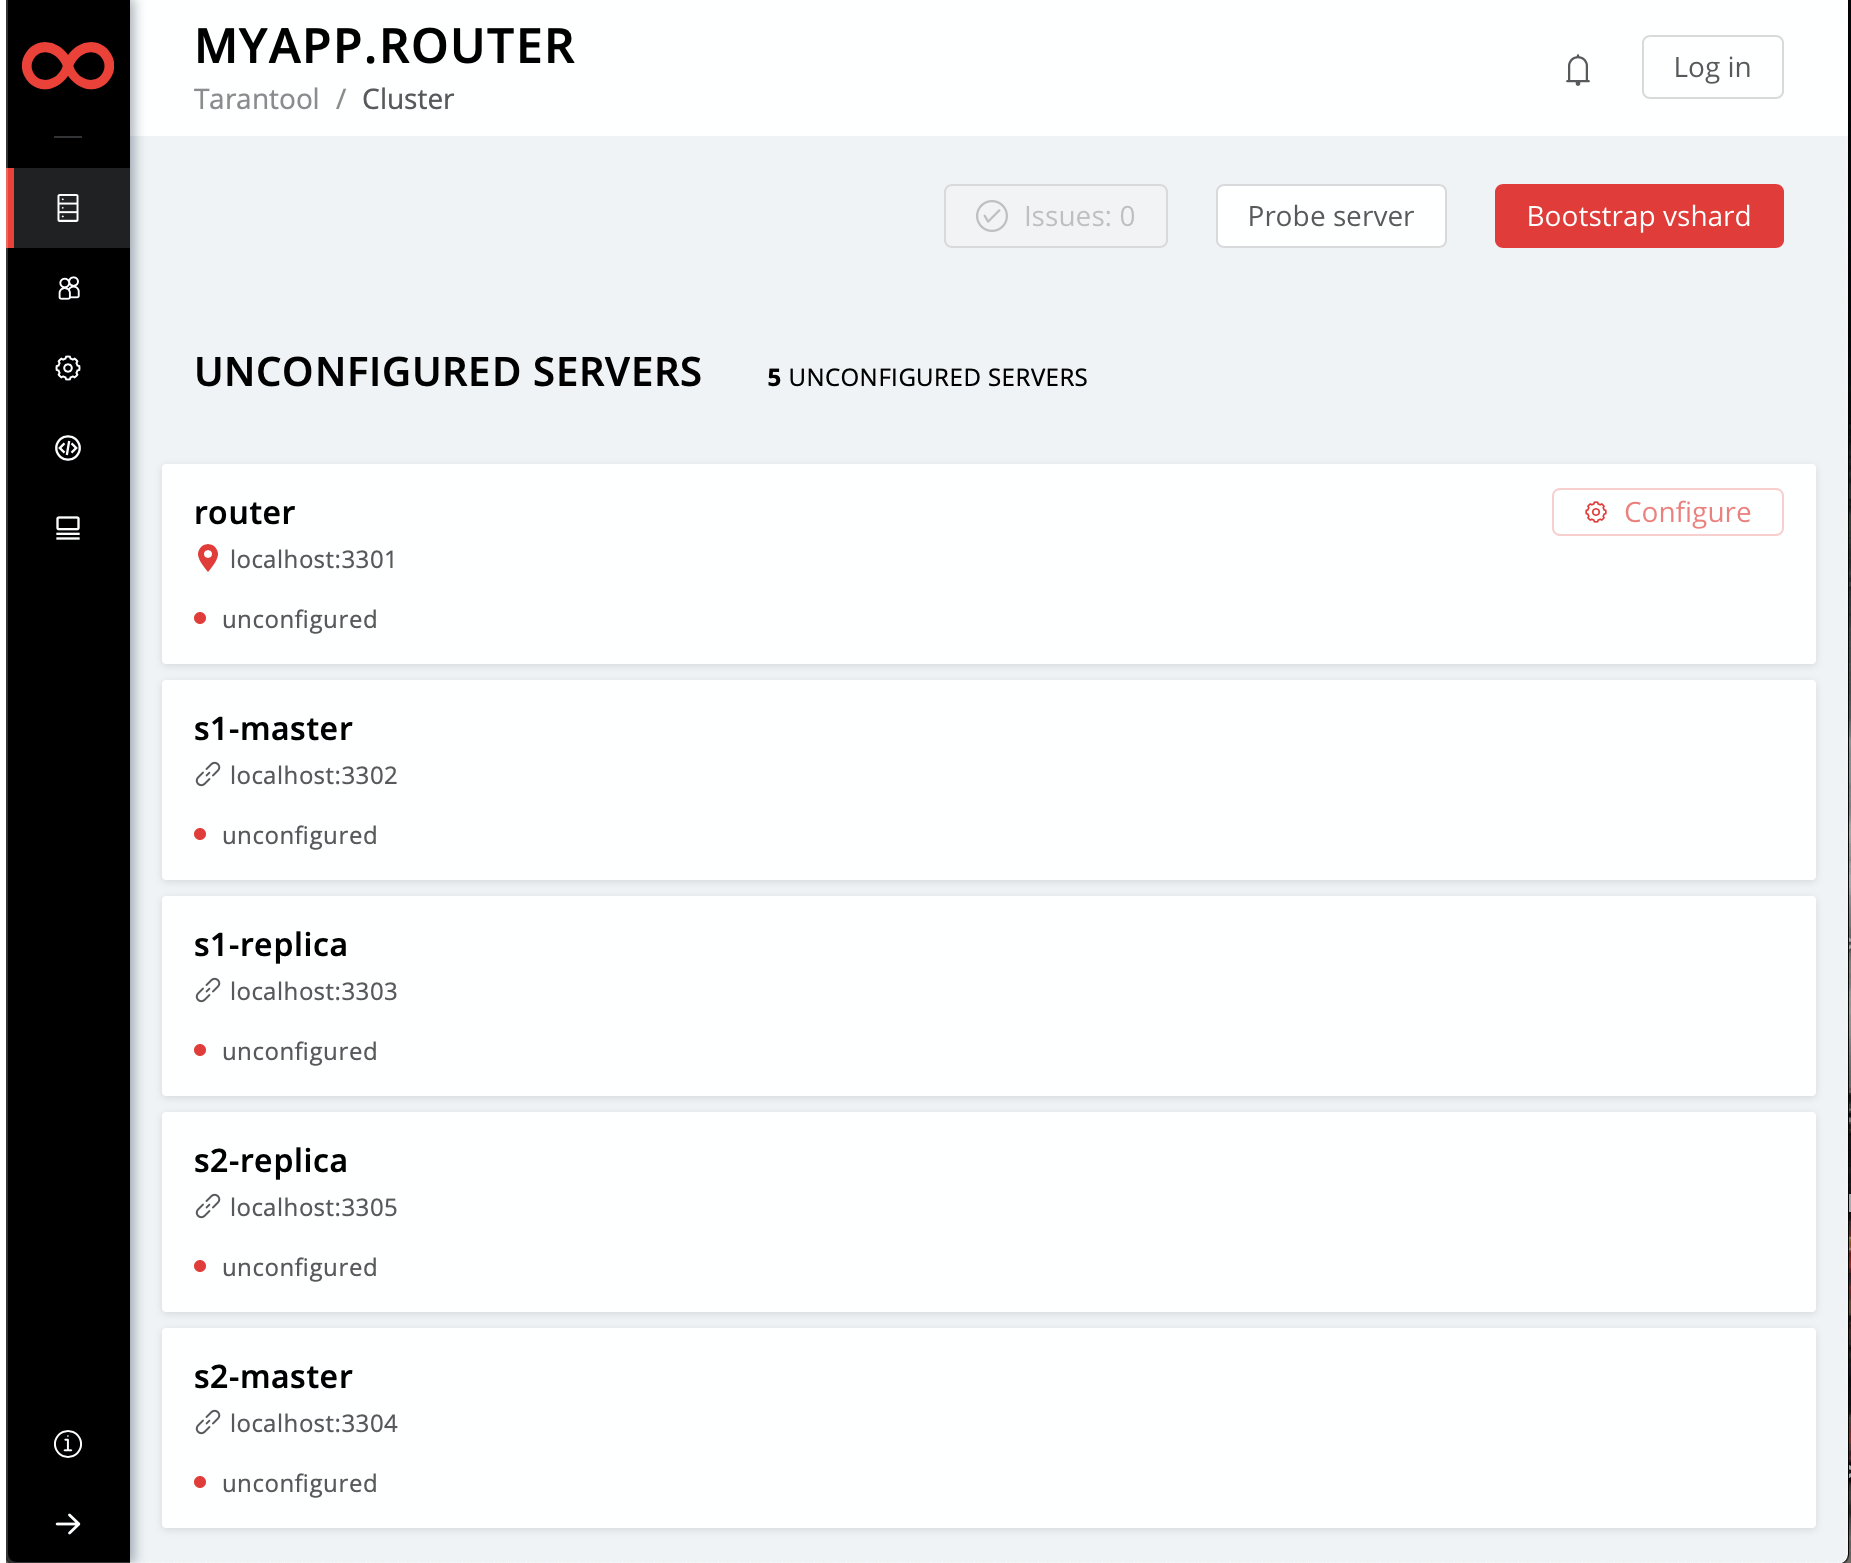 MYAPP.ROUTER
Tarantool / Cluster
Log in
Issues: 0
Probe server
Bootstrap vshard
UNCONFIGURED SERVERS
5 UNCONFIGURED SERVERS
router
Configure
localhost:3301
unconfigured
s1-master
localhost:3302
unconfigured
s1-replica
localhost:3303
unconfigured
s2-replica
localhost:3305
unconfigured
s2-master
localhost:3304
unconfigured